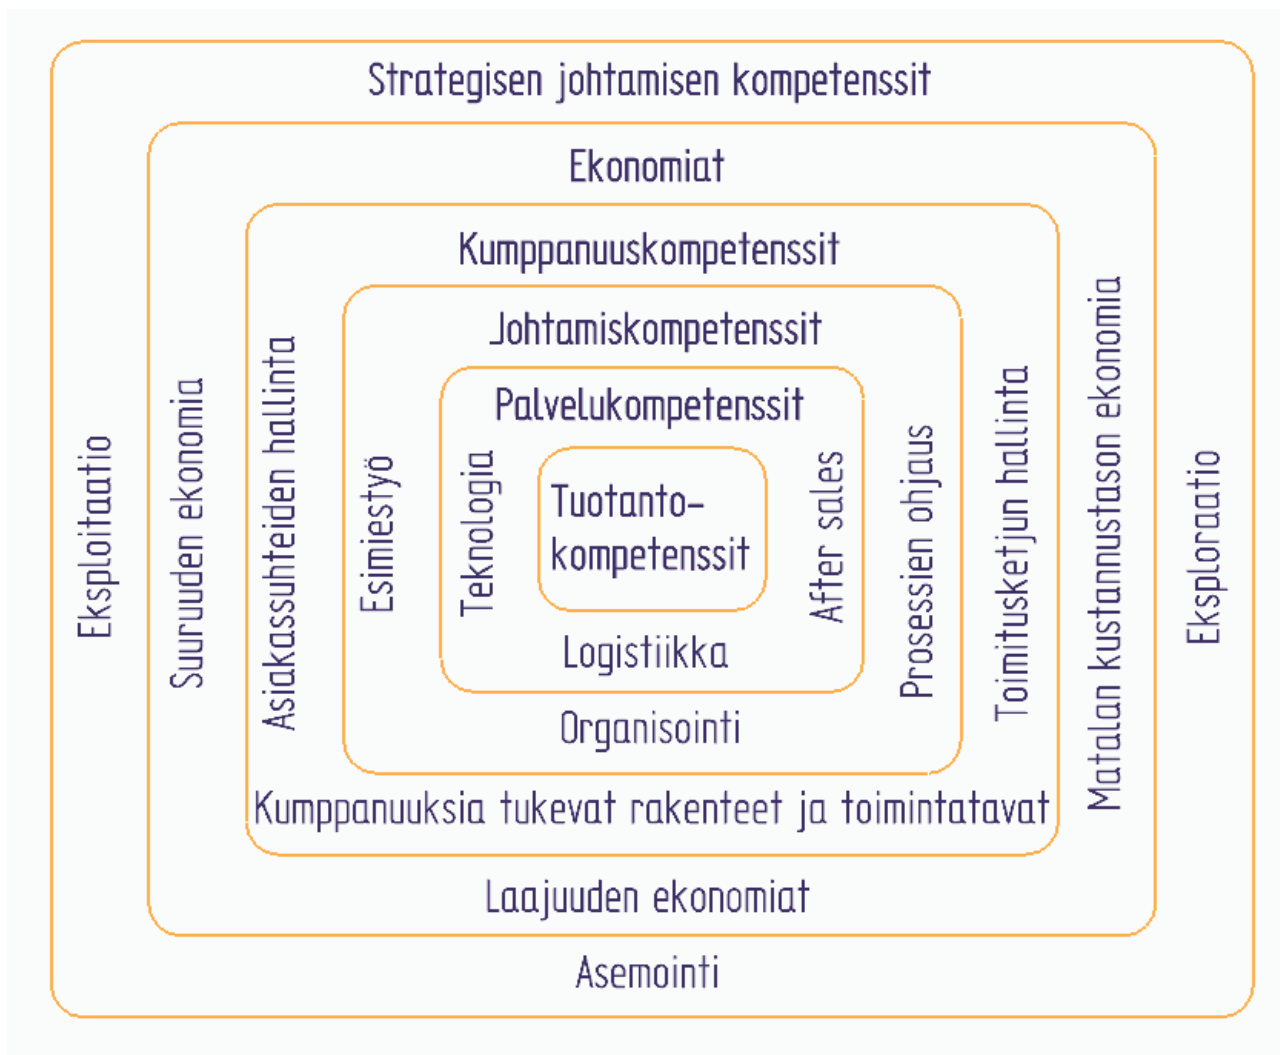 Strategisen johtamisen kompetenssit
Ekonomiat
Kumppanuuskompetenssit
Johtamiskompetenssit
Palvelukompetenssit
Tuotanto-
kompetenssit
Eksploitaatio
Suuruuden ekonomia
Asiakassuhteiden hallinta
Esimiestyö
Teknologia
After sales
Prosessien ohjaus
Toimitusketjun hallinta
Matalan kustannustason ekonomia
Eksploraatio
Logistiikka
Organisointi
Kumppanuuksia tukevat rakenteet ja toimintatavat
Laajuuden ekonomiat
Asemointi